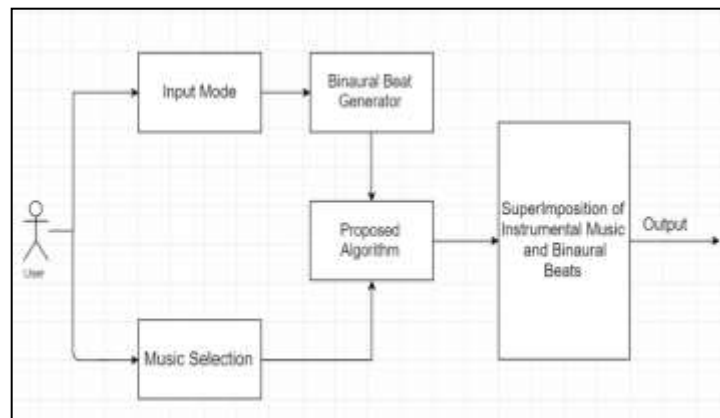 Input Mode
Binaural Beat
Generator
User
Proposed
Algorithm
SuperImposition of
Instrumental Music
and Binaural
Beats
Output
Music Selection